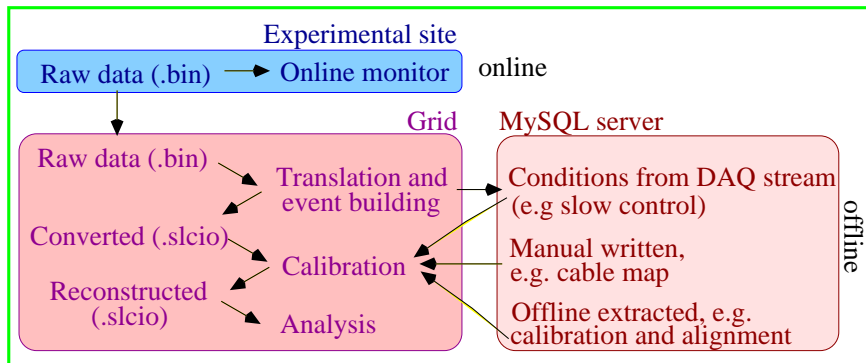 Experimental site
Raw data (.bin)
Online monitor
online
Grid
MySQL server
Raw data (.bin)
Translation and
event building
Converted (.slcio)
Calibration
Reconstructed
(.slcio)
Analysis
Conditions from DAQ stream
(e.g slow control)
Manual written,
e.g. cable map
Offline extracted, e.g.
calibration and alignment
offline